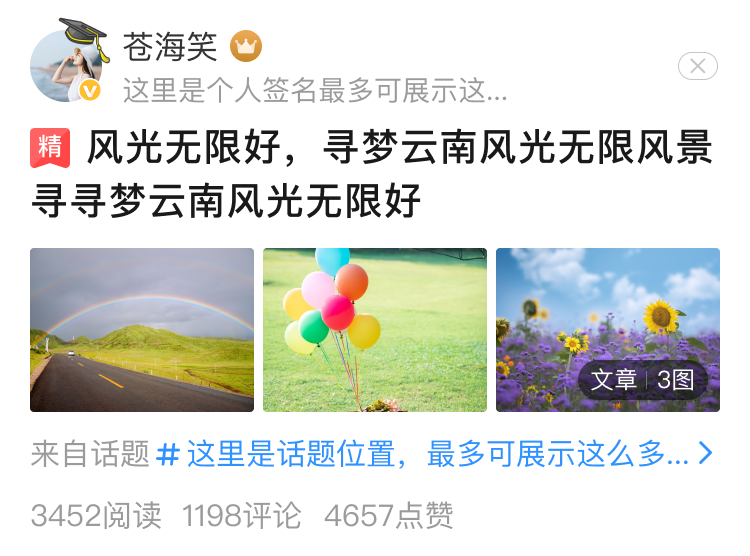 苍海笑
这里是个人签名最多可展示这...
精 风光无限好，寻梦云南风光无限风景
寻寻梦云南风光无限好
文章 | 3图
来自话题 # 这里是话题位置，最多可展示这么多... >
3452阅读 1198评论 4657点赞